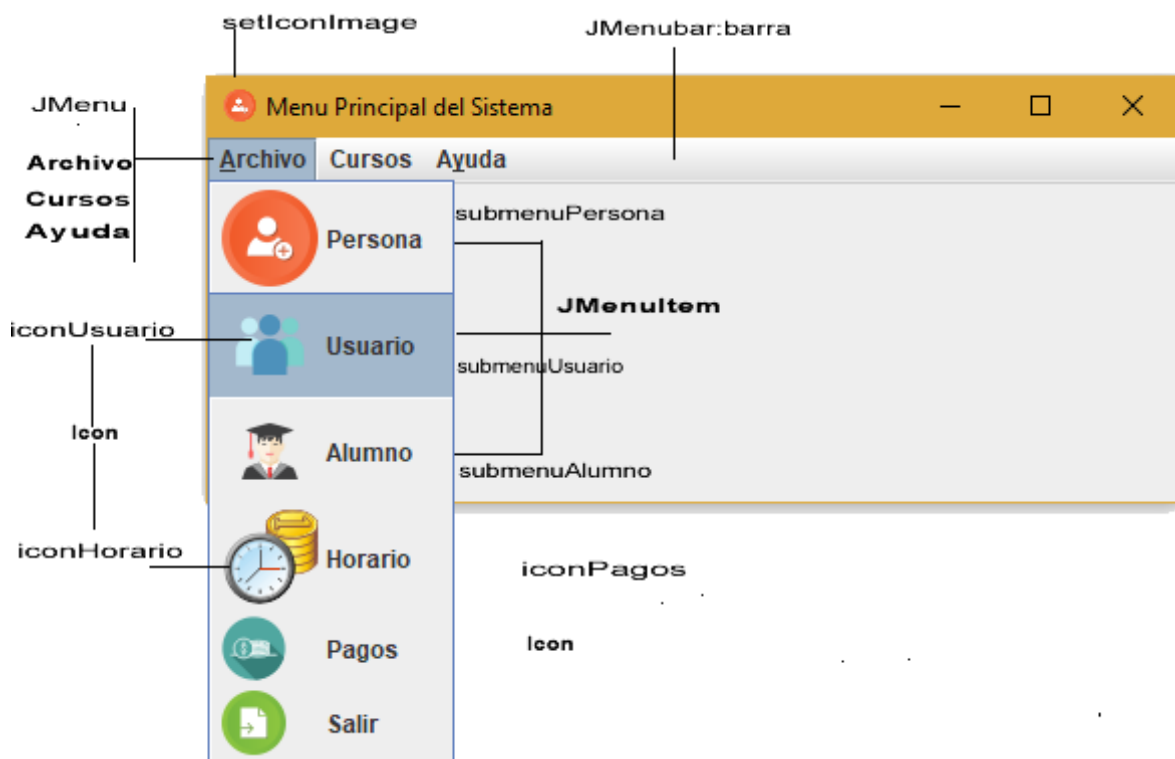 setIconImage
JMenubar:barra
JMenu
Menu Principal del Sistema
Archivo Cursos Ayuda
Archivo
Cursos
Ayuda
submenuPersona
Persona
JMenuItem
iconUsuario
Usuario
submenuUsuario
Icon
Alumno
submenuAlumno
iconHorario
Horario
iconPagos
Icon
Pagos
Salir